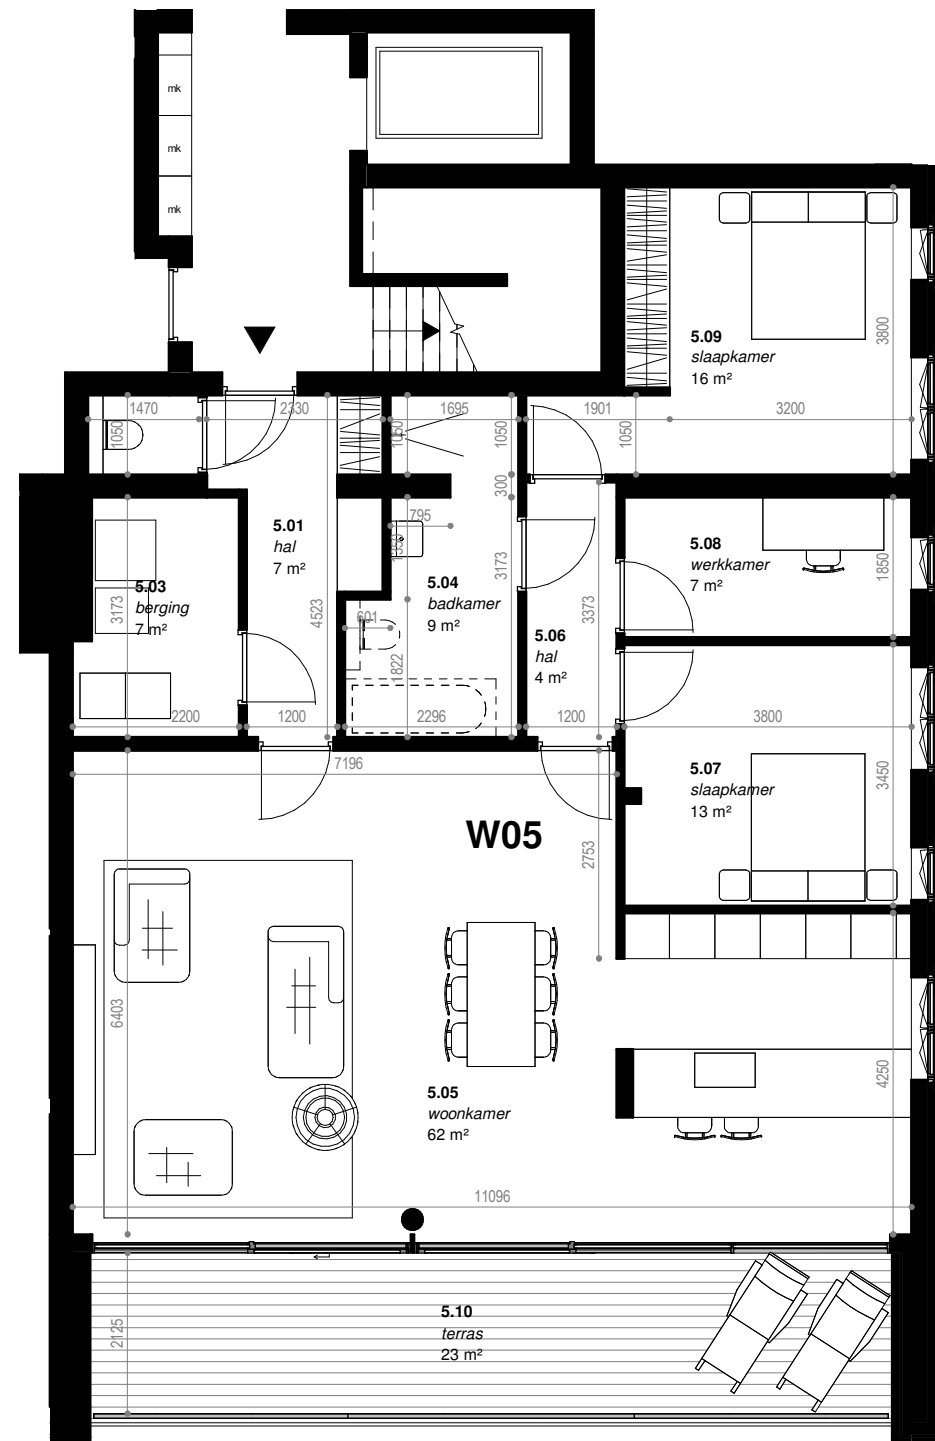 mk
mk
mk
5.09
slaapkamer
16 m²
3800
1470
2330
1695
1901
3200
1050
1050
1050
1050
300
795
1350
3173
5.01
hal
7 m²
5.08
werkkamer
7 m²
1850
5.03
berging
7 m²
3173
4523
5.04
badkamer
9 m²
3373
601
1822
5.06
hal
4 m²
2200
1200
2296
1200
3800
7196
5.07
slaapkamer
13 m²
3450
W05
2753
6403
4250
5.05
woonkamer
62 m²
11096
5.10
terras
23 m²
2125